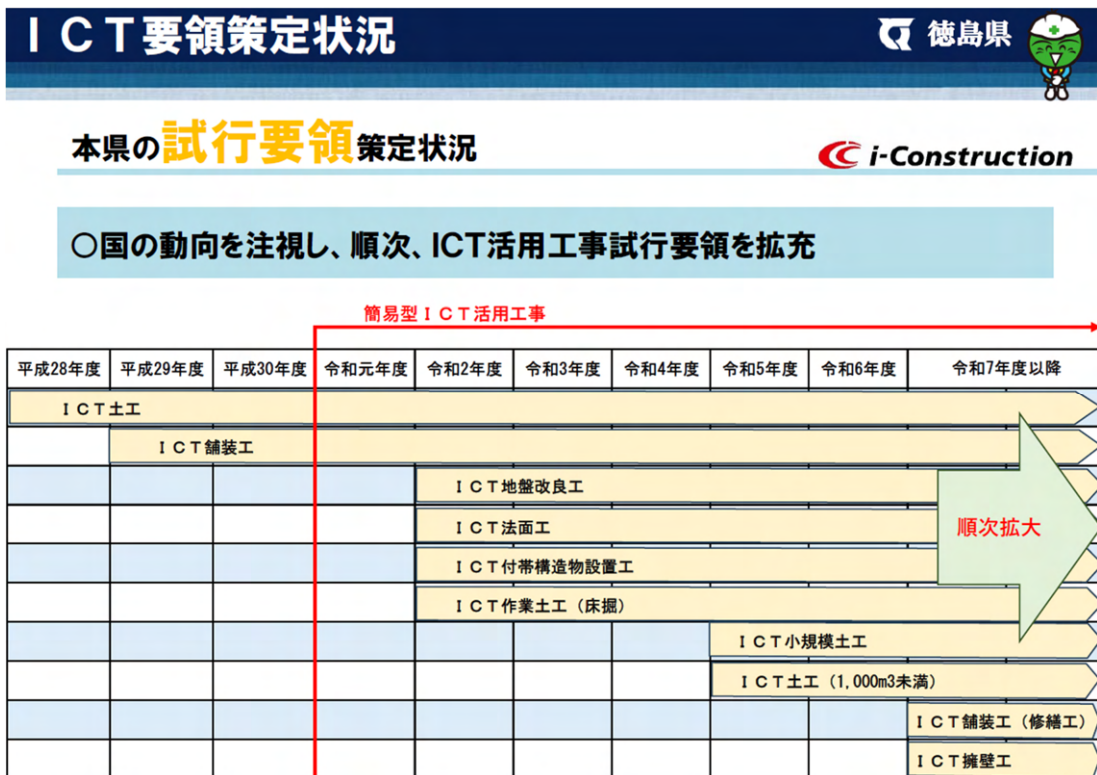 ＩＣＴ要領策定状況
徳島県
本県の試行要領策定状況
i-Construction
○国の動向を注視し、順次、ICT活用工事試行要領を拡充
簡易型ＩＣＴ活用工事
平成28年度 平成29年度 平成30年度 令和元年度 令和2年度 令和3年度 令和4年度 令和5年度 令和6年度 令和7年度以降
ＩＣＴ土工
ＩＣＴ舗装工
ＩＣＴ地盤改良工
ＩＣＴ法面工
順次拡大
ＩＣＴ付帯構造物設置工
ＩＣＴ作業土工（床掘）
ＩＣＴ小規模土工
ＩＣＴ土工（1,000m3未満）
ＩＣＴ舗装工（修繕工）
ＩＣＴ擁壁工